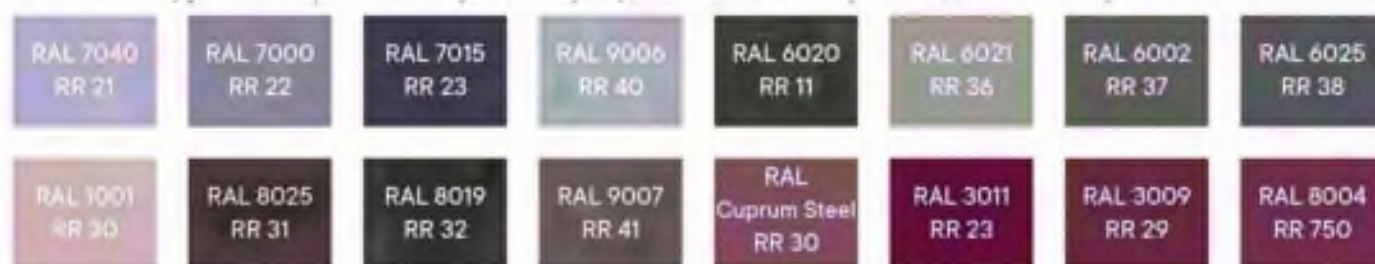 RAL 7040
RR 21
RAL 7000
RR 22
RAL 7015
RR 23
RAL 9006
RR 40
RAL 6020
RR 11
RAL 6021
RR 36
RAL 6002
RR 37
RAL 6025
RR 38
RAL 1001
RR 30
RAL 8025
RR 31
RAL 8019
RR 32
RAL 9007
RR 41
RAL
Cuprum Steel
RR 30
RAL 3011
RR 23
RAL 3009
RR 29
RAL 8004
RR 750